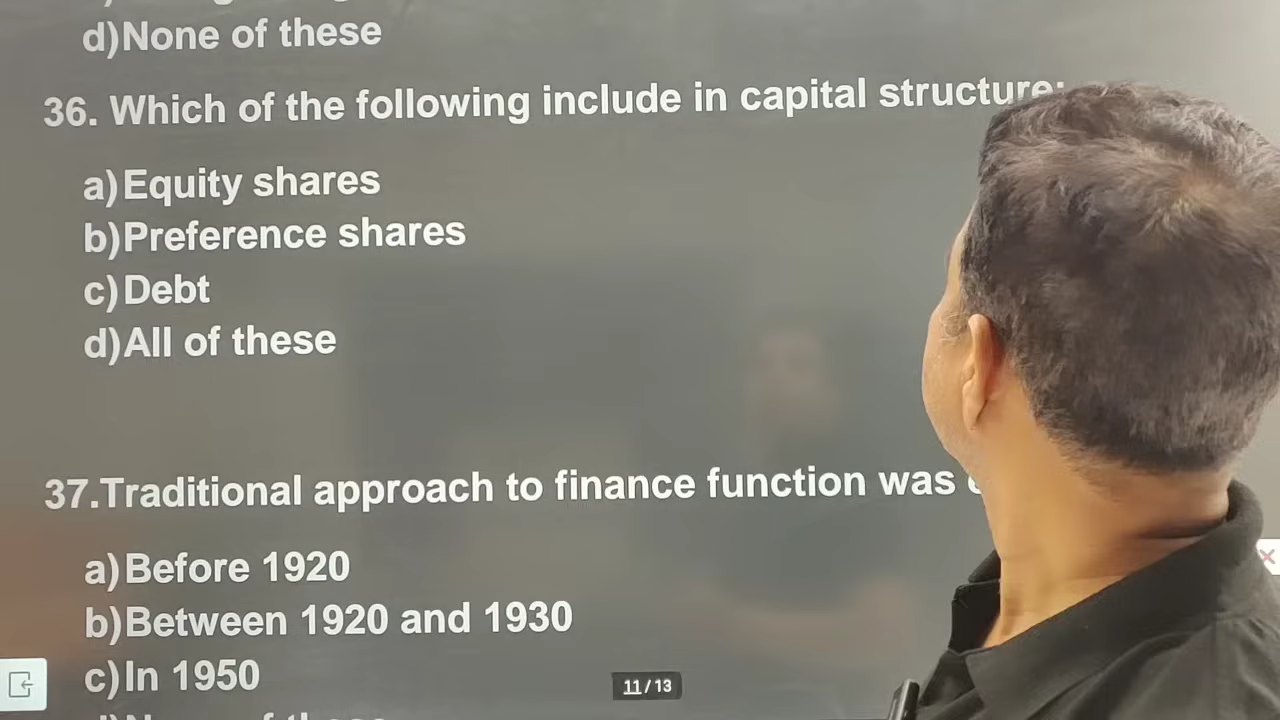 d)None of these
36. Which of the following include in capital structure:
a)Equity shares
b)Preference shares
c)Debt
d)All of these
37.Traditional approach to finance function was
a)Before 1920
b)Between 1920 and 1930
c)In 1950
11/13